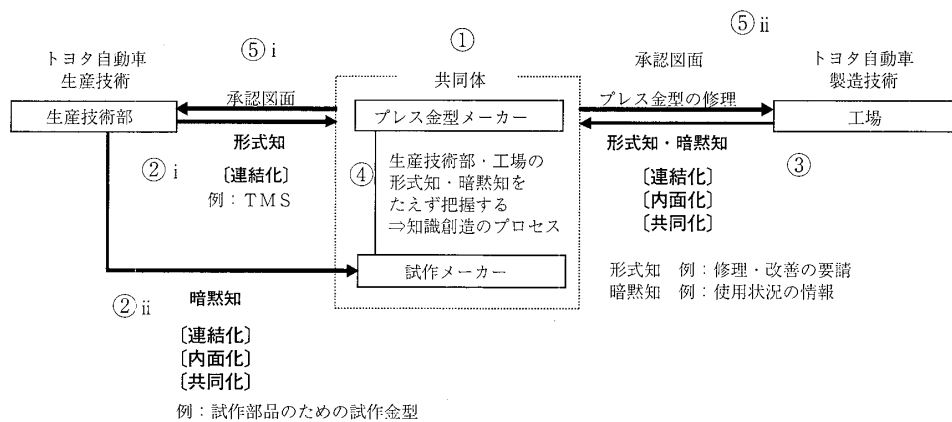 ⑤ i
①
⑤ ii
トヨタ自動車
生産技術
承認図面
トヨタ自動車
製造技術
共同体
承認図面
プレス金型の修理
生産技術部
プレス金型メーカー
工場
② i
形式知
〔連結化〕
例：ＴＭＳ
④
生産技術部・工場の
形式知・暗黙知を
たえず把握する
⇒知識創造のプロセス
形式知・暗黙知
〔連結化〕
〔内面化〕
〔共同化〕
③
試作メーカー
形式知　例：修理・改善の要請
暗黙知　例：使用状況の情報
② ii
暗黙知
〔連結化〕
〔内面化〕
〔共同化〕
例：試作部品のための試作金型